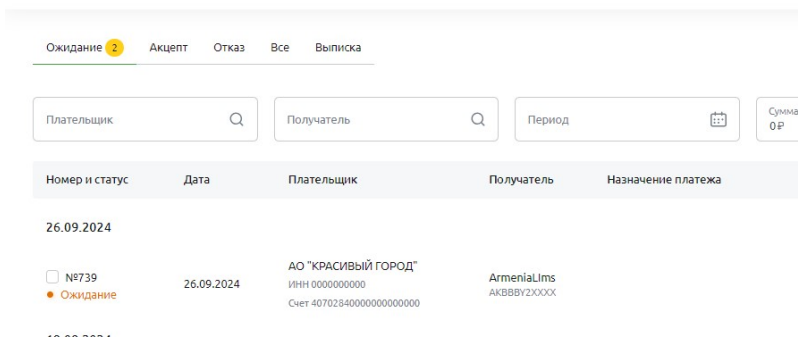 Ожидание 2 Акцепт Отказ Все Выписка
Плательщик Получатель Период Сумма
0 ₽
Номер и статус Дата Плательщик Получатель Назначение платежа
26.09.2024
№739 26.09.2024 АО "КРАСИВЫЙ ГОРОД" ArmeniaLIms
Ожидание ИНН 0000000000 AKBBBY2XXXX
Счет 40702840000000000000